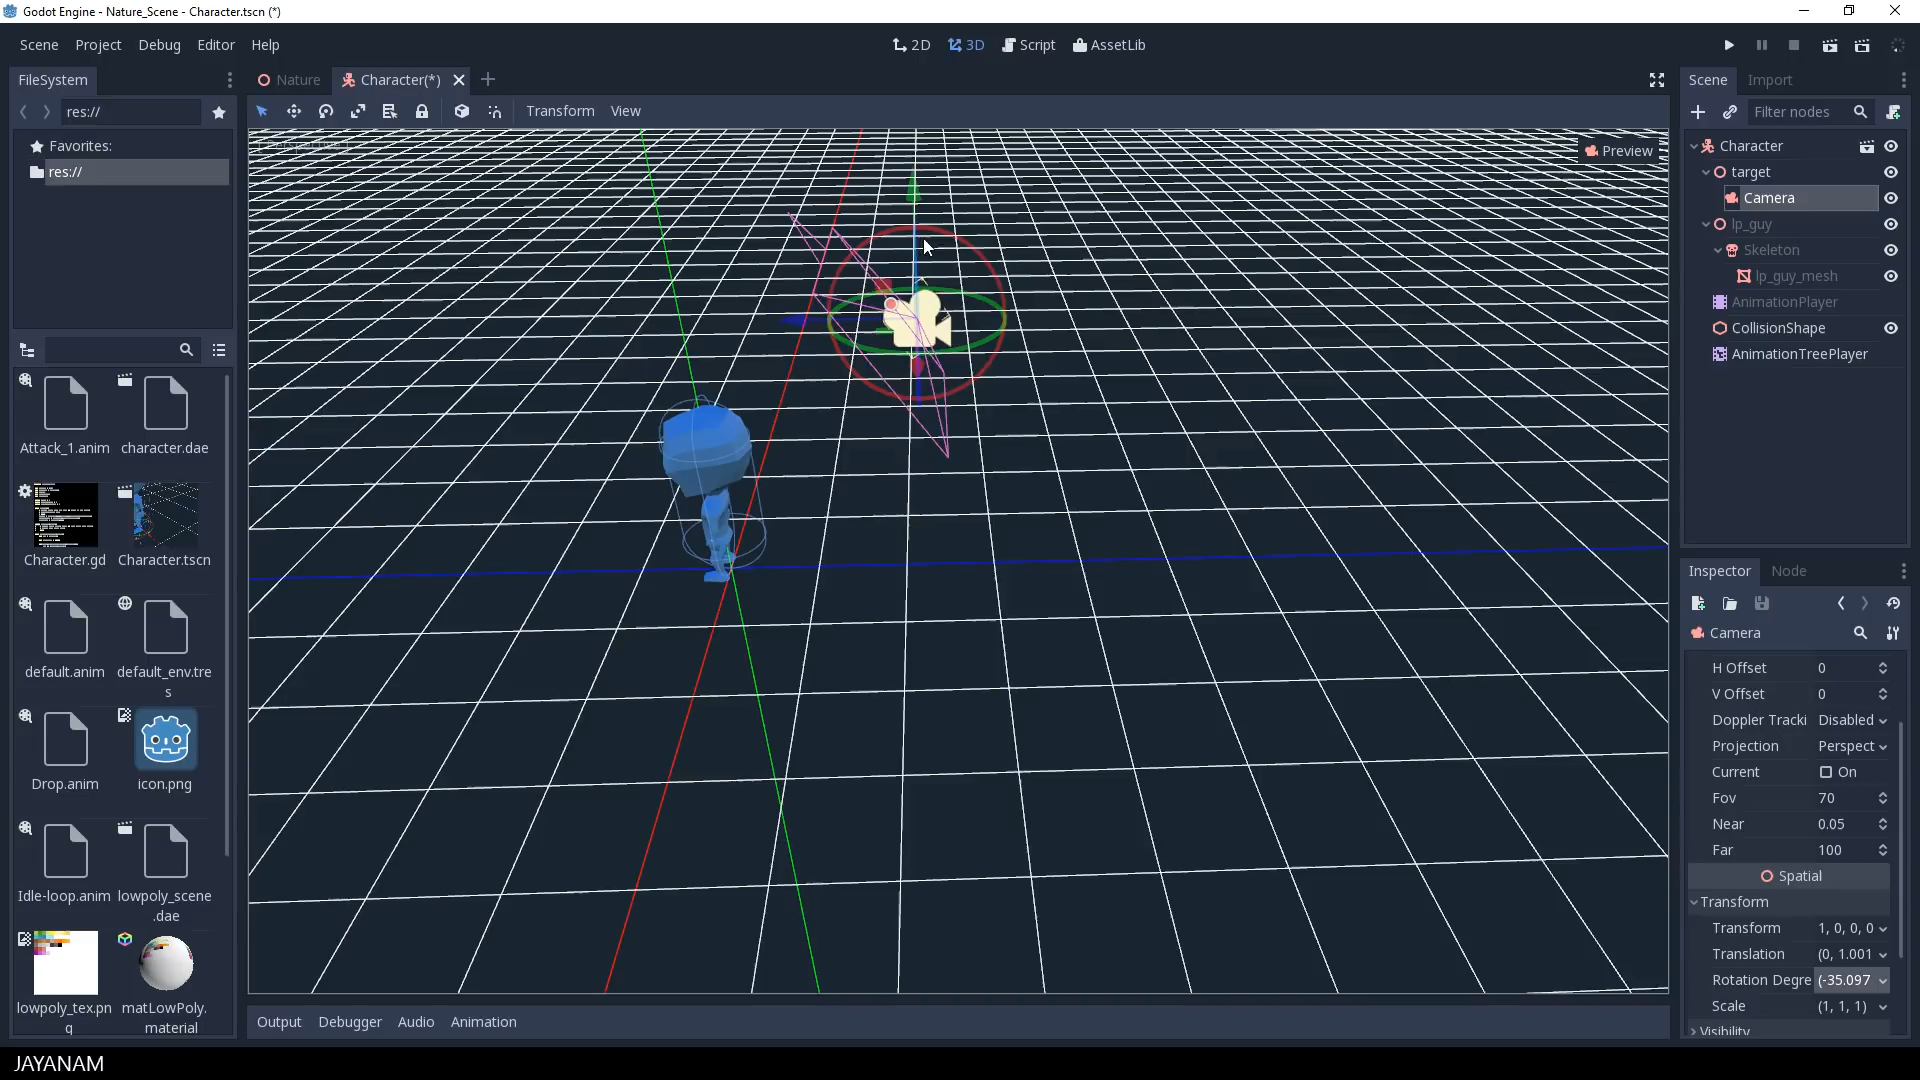 Godot Engine - Nature_Scene - Character.tscn (*)
Scene Project Debug Editor Help
2D 3D Script AssetLib
FileSystem
Nature Character(*)
Scene Import
res://
Transform View
Filter nodes
Favorites:
res://
[ Perspective ]
Preview
Character
target
Camera
lp_guy
Skeleton
lp_guy_mesh
AnimationPlayer
CollisionShape
AnimationTreePlayer
Attack_1.anim character.dae
Character.gd Character.tscn
default.anim default_env.tre
s
Drop.anim icon.png
Idle-loop.anim lowpoly_scene
.dae
lowpoly_tex.pn matLowPoly.
g material
Inspector Node
Camera
H Offset 0
V Offset 0
Doppler Tracki Disabled
Projection Perspect
Current On
Fov 70
Near 0.05
Far 100
Spatial
Transform
Transform 1, 0, 0, 0
Translation (0, 1.001
Rotation Degre (-35.097
Scale (1, 1, 1)
Visibility
Output Debugger Audio Animation
JAYANAM